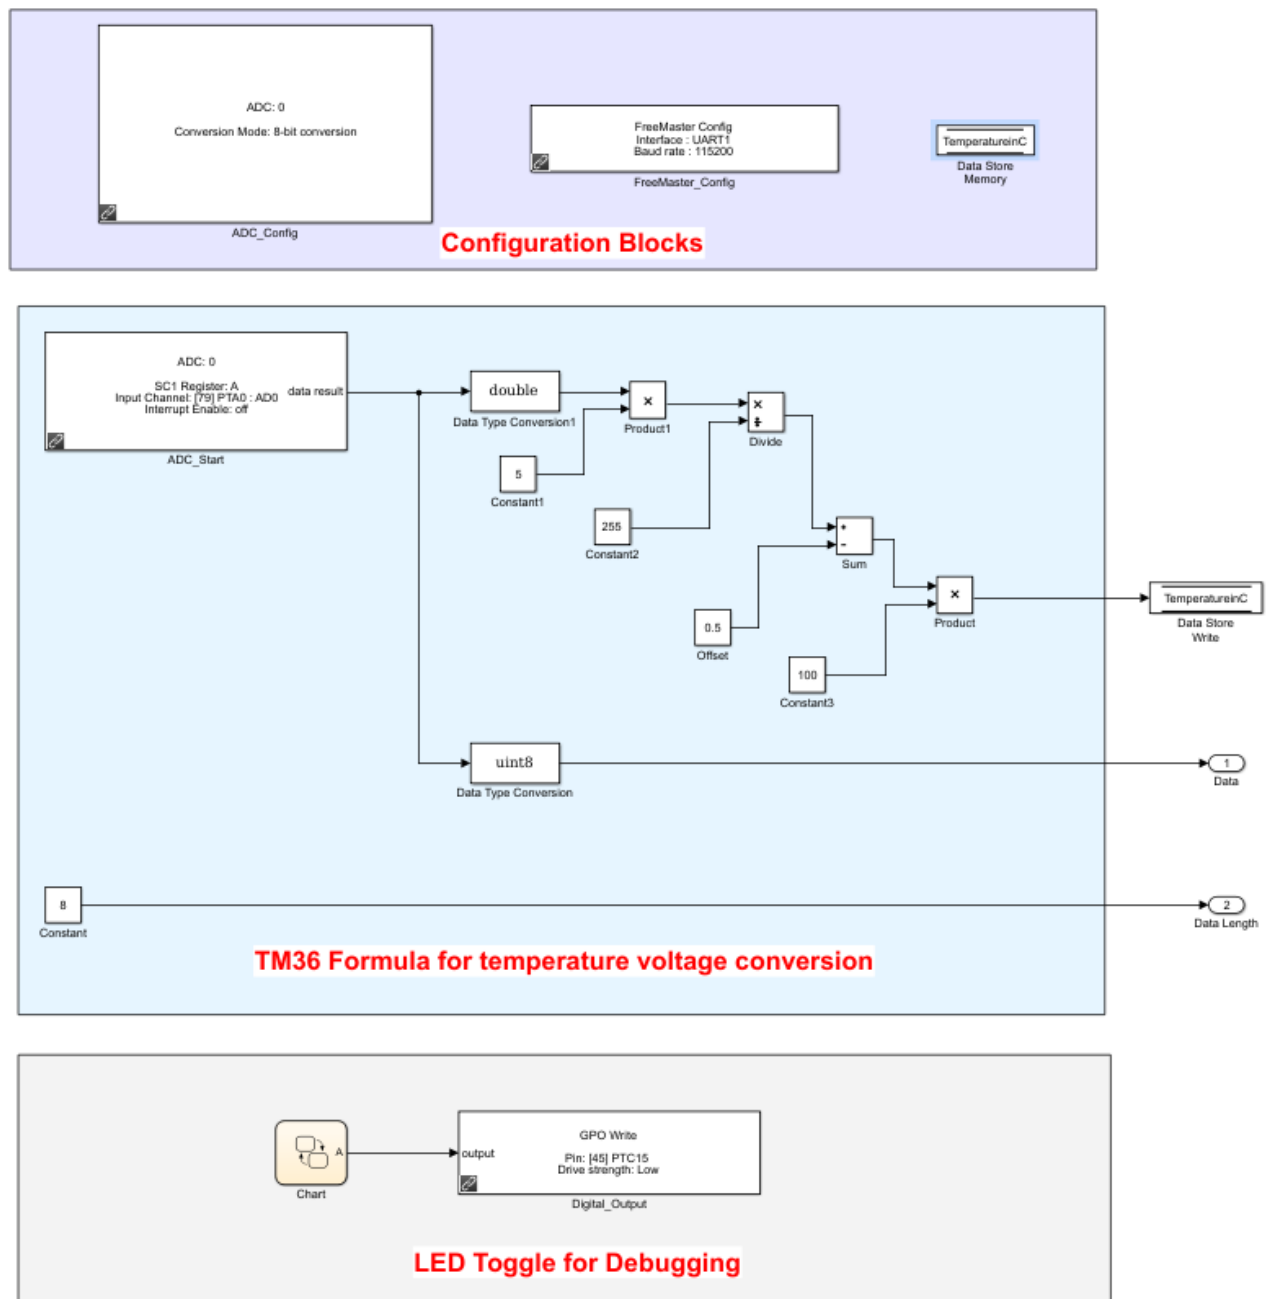 ADC: 0
Conversion Mode: 8-bit conversion
ADC_Config
FreeMaster Config
Interface : UART1
Baud rate : 115200
FreeMaster_Config
TemperatureinC
Data Store
Memory
Configuration Blocks
ADC: 0
SC1 Register: A
Input Channel: [79] PTA0 : AD0
Interrupt Enable: off
data result
ADC_Start
double
Data Type Conversion1
×
Product1
×
÷
Divide
5
Constant1
255
Constant2
+
-
Sum
0.5
Offset
×
Product
100
Constant3
TemperatureinC
Data Store
Write
uint8
Data Type Conversion
1
Data
8
Constant
2
Data Length
TM36 Formula for temperature voltage conversion
A
Chart
output
GPO Write
Pin: [45] PTC15
Drive strength: Low
Digital_Output
LED Toggle for Debugging